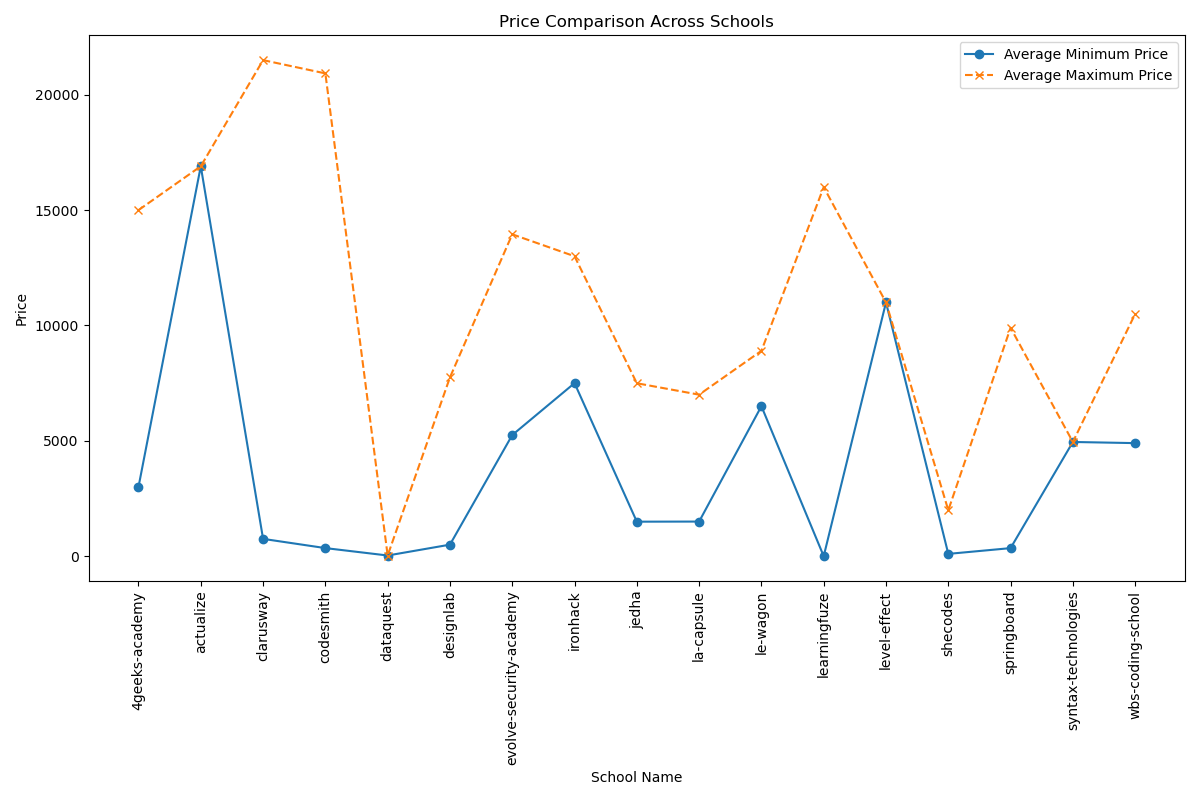 Price Comparison Across Schools
Average Minimum Price
Average Maximum Price
Price
20000
15000
10000
5000
0
4geeks-academy
actualize
clarusway
codesmith
dataquest
designlab
evolve-security-academy
ironhack
jedha
la-capsule
le-wagon
learningfuze
level-effect
shecodes
springboard
syntax-technologies
wbs-coding-school
School Name